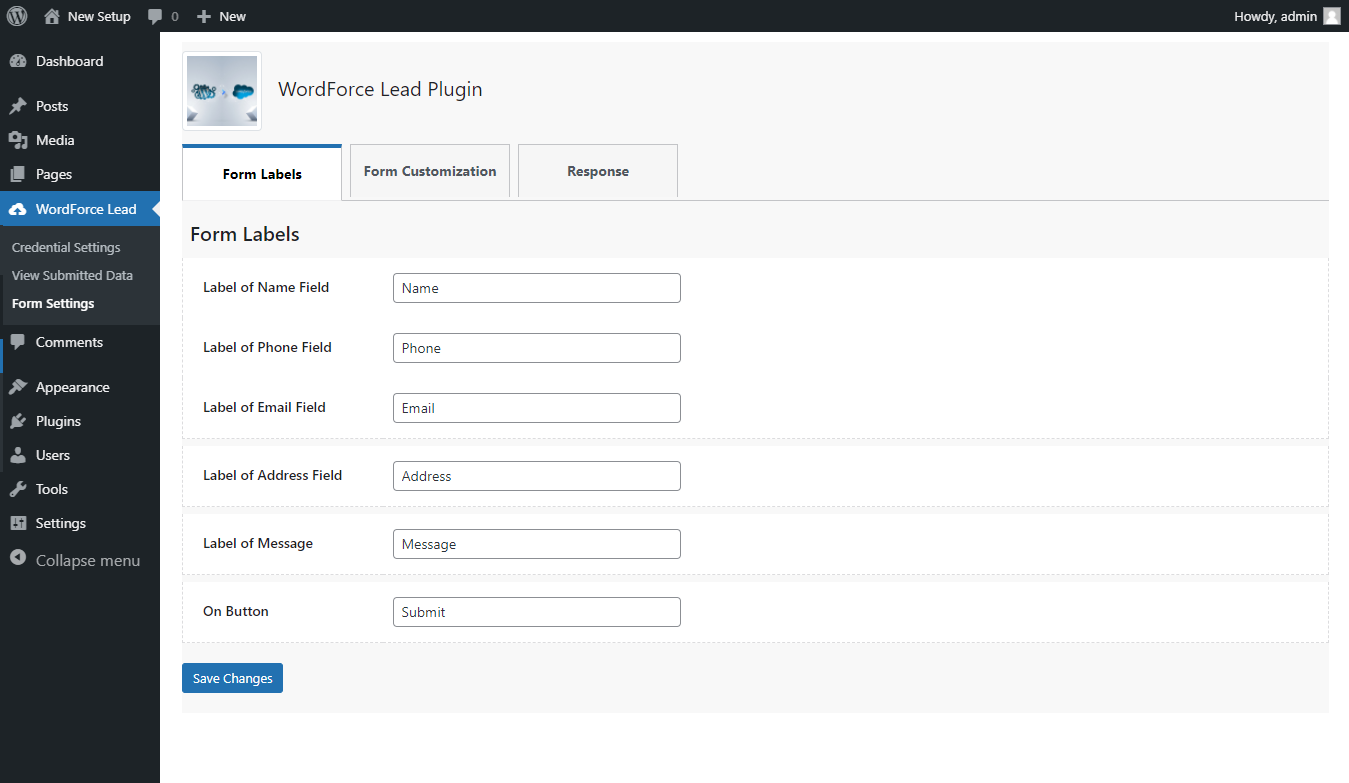 New Setup
0
New
Howdy, admin
Dashboard
Posts
Media
Pages
WordForce Lead
Credential Settings
View Submitted Data
Form Settings
Comments
Appearance
Plugins
Users
Tools
Settings
Collapse menu
WordForce Lead Plugin
Form Labels
Form Customization
Response
Form Labels
Label of Name Field
Name
Label of Phone Field
Phone
Label of Email Field
Email
Label of Address Field
Address
Label of Message
Message
On Button
Submit
Save Changes